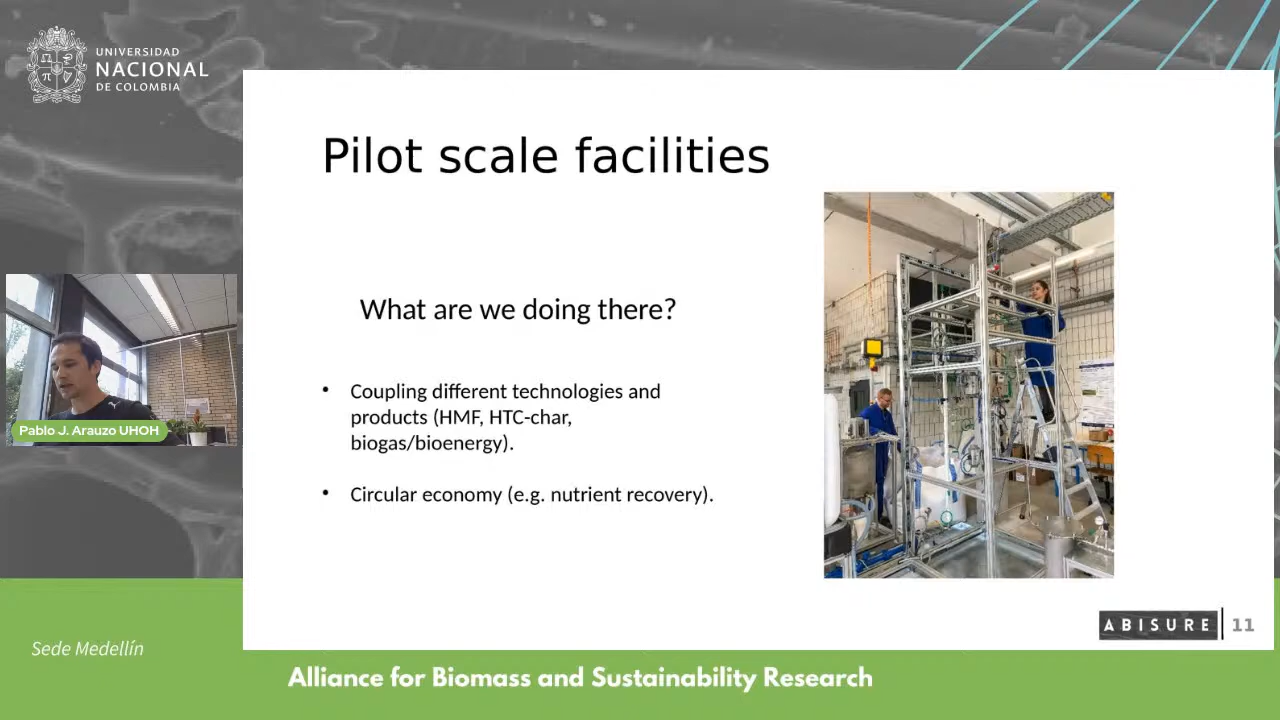 UNIVERSIDAD
NACIONAL
DE COLOMBIA
Pilot scale facilities
What are we doing there?
• Coupling different technologies and
products (HMF, HTC-char,
biogas/bioenergy).
• Circular economy (e.g. nutrient recovery).
Pablo J. Arauzo UHOH
ABISURE
11
Sede Medellín
Alliance for Biomass and Sustainability Research